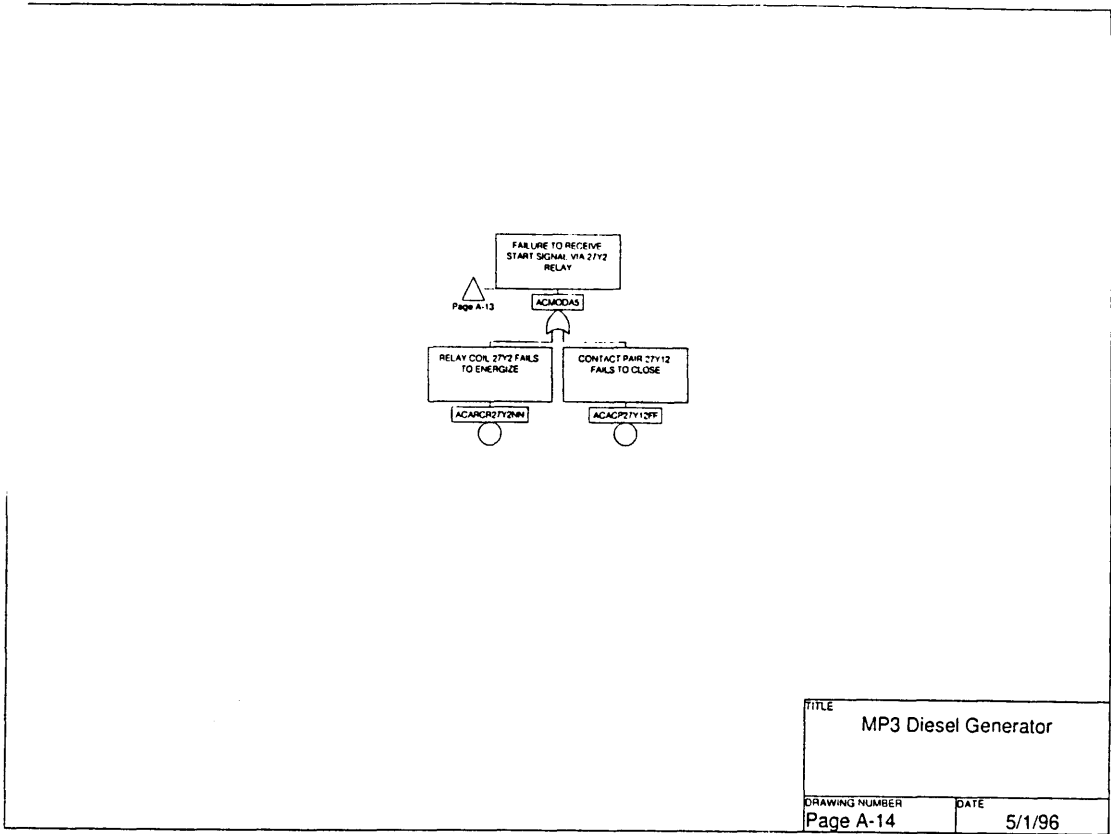 FAILURE TO RECEIVE
START SIGNAL VIA 27Y2
RELAY
Page A-13
ACMODA5
RELAY COIL 27Y2 FAILS
TO ENERGIZE
CONTACT PAIR 27Y12
FAILS TO CLOSE
ACARCR27Y2NN
ACACP27Y12FF
TITLE
MP3 Diesel Generator
DRAWING NUMBER
Page A-14
DATE
5/1/96